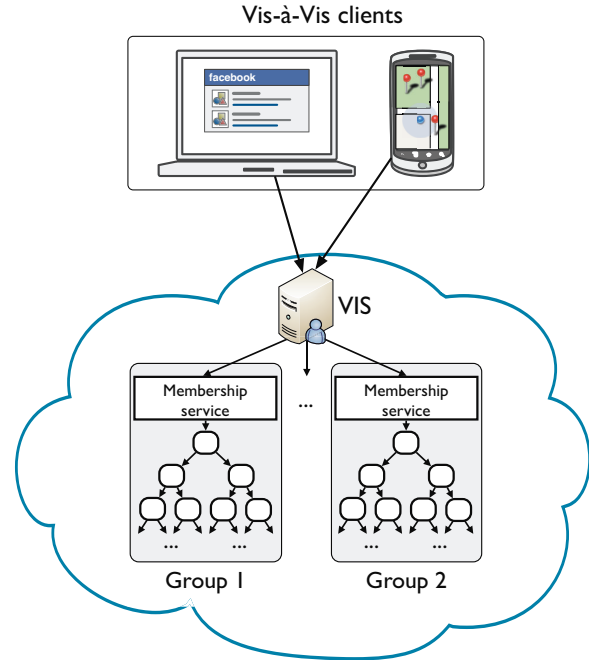 Vis-à-Vis clients
facebook
VIS
Membership
service
...
Membership
service
... ...
... ...
Group 1
Group 2